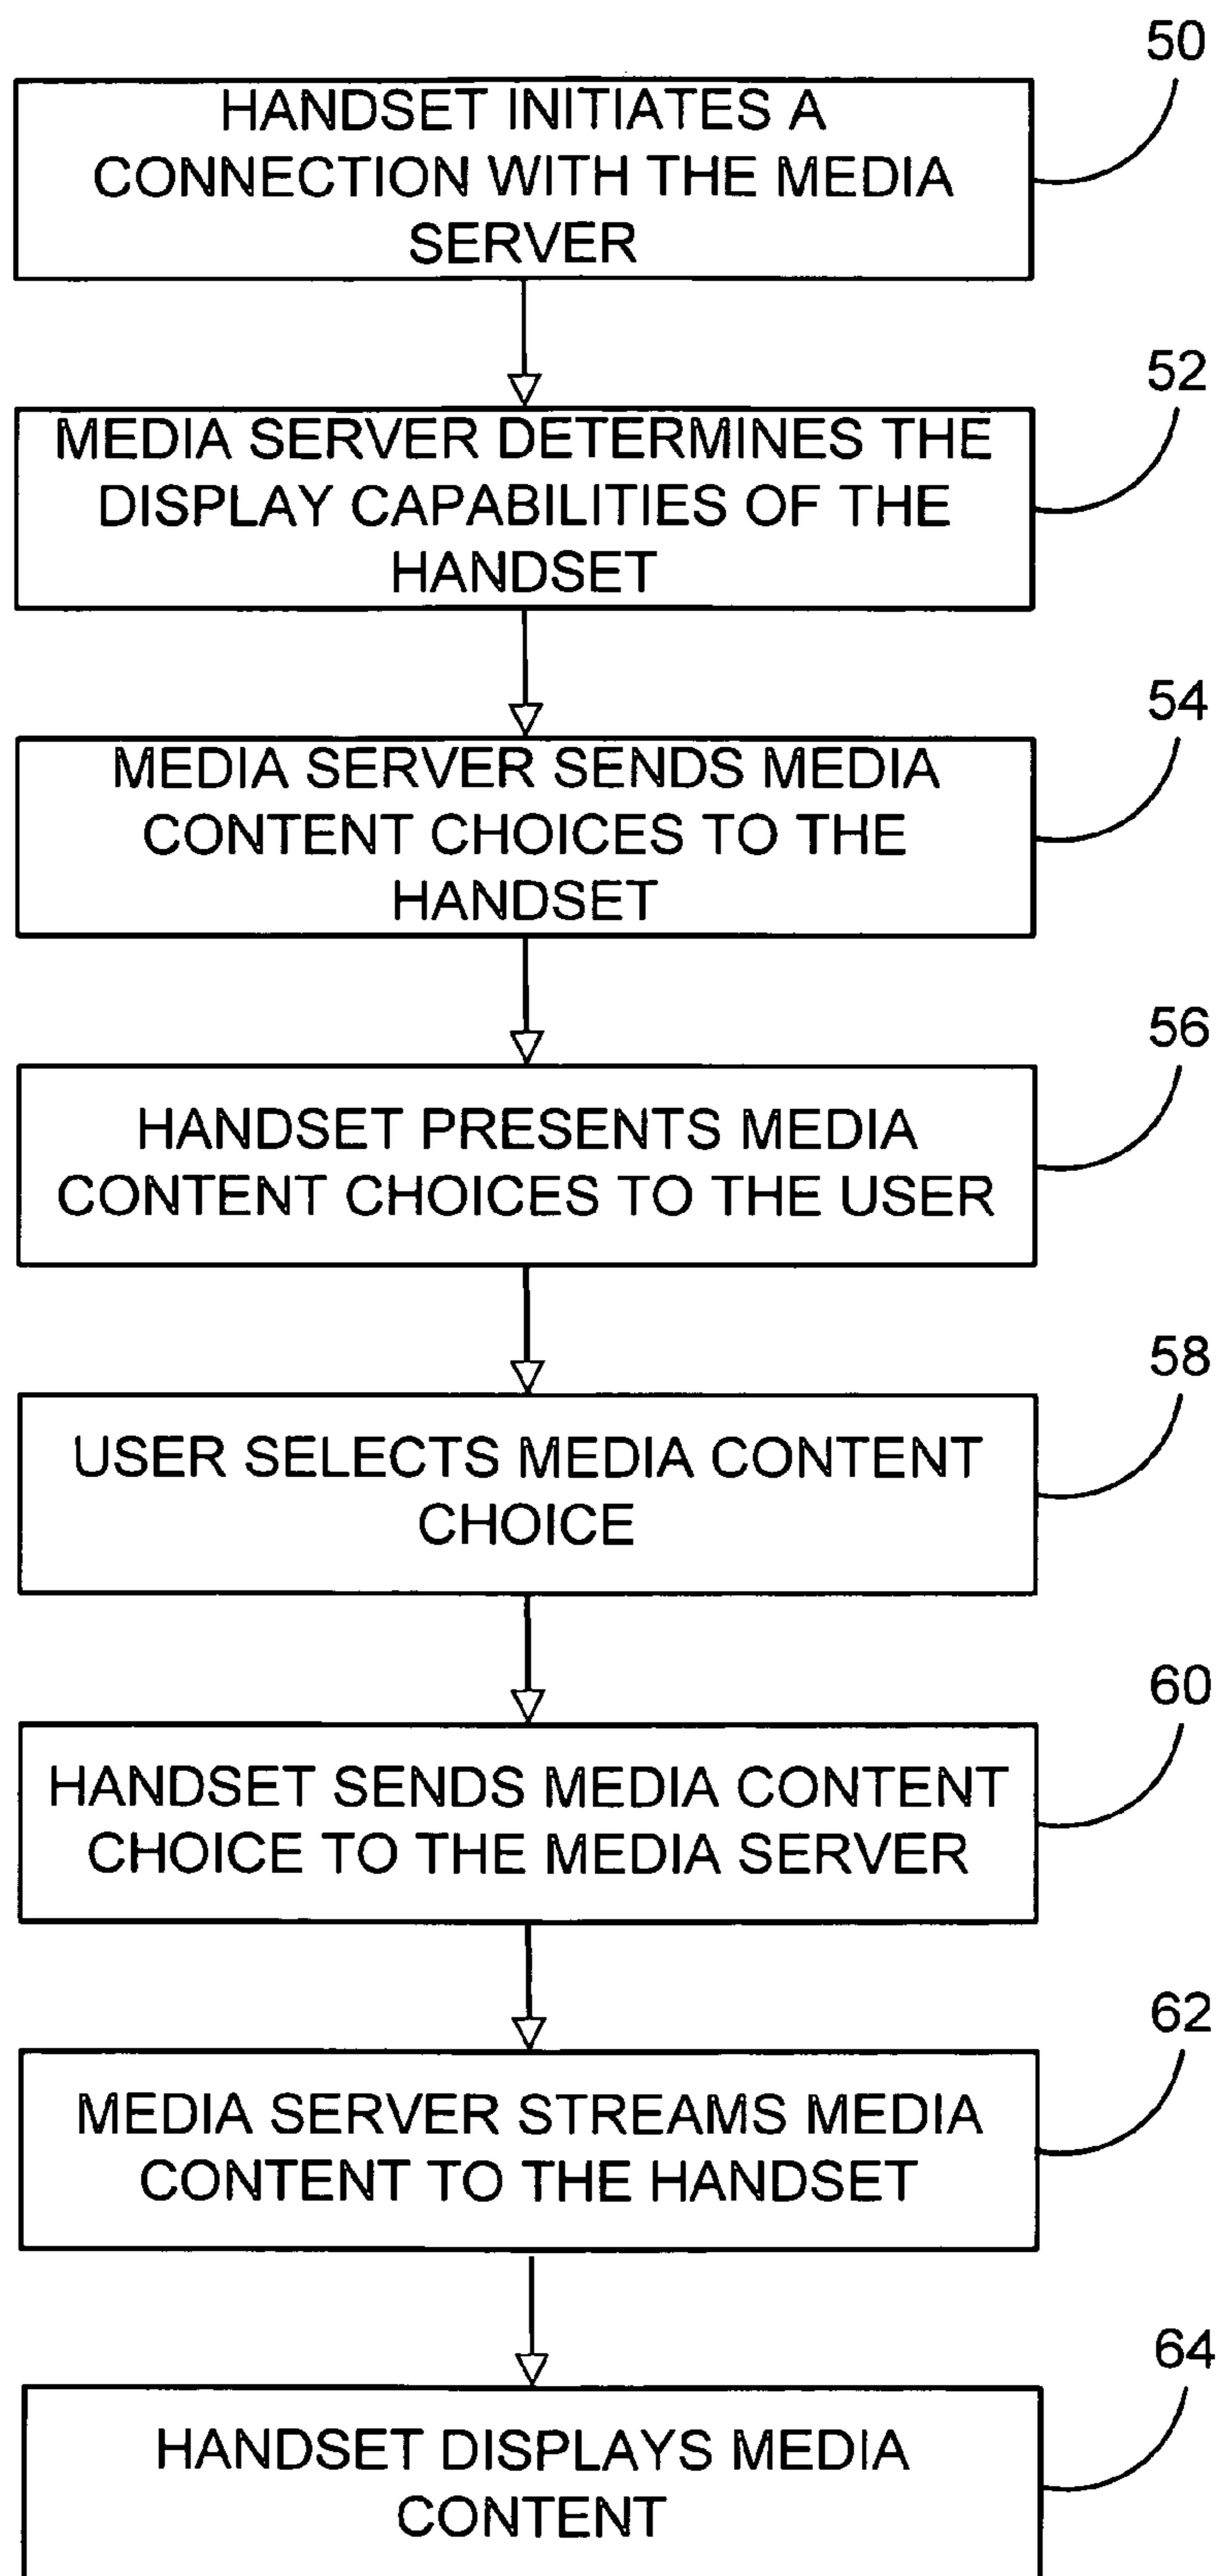 50
HANDSET INITIATES A
CONNECTION WITH THE MEDIA
SERVER
52
MEDIA SERVER DETERMINES THE
DISPLAY CAPABILITIES OF THE
HANDSET
54
MEDIA SERVER SENDS MEDIA
CONTENT CHOICES TO THE
HANDSET
56
HANDSET PRESENTS MEDIA
CONTENT CHOICES TO THE USER
58
USER SELECTS MEDIA CONTENT
CHOICE
60
HANDSET SENDS MEDIA CONTENT
CHOICE TO THE MEDIA SERVER
62
MEDIA SERVER STREAMS MEDIA
CONTENT TO THE HANDSET
64
HANDSET DISPLAYS MEDIA
CONTENT